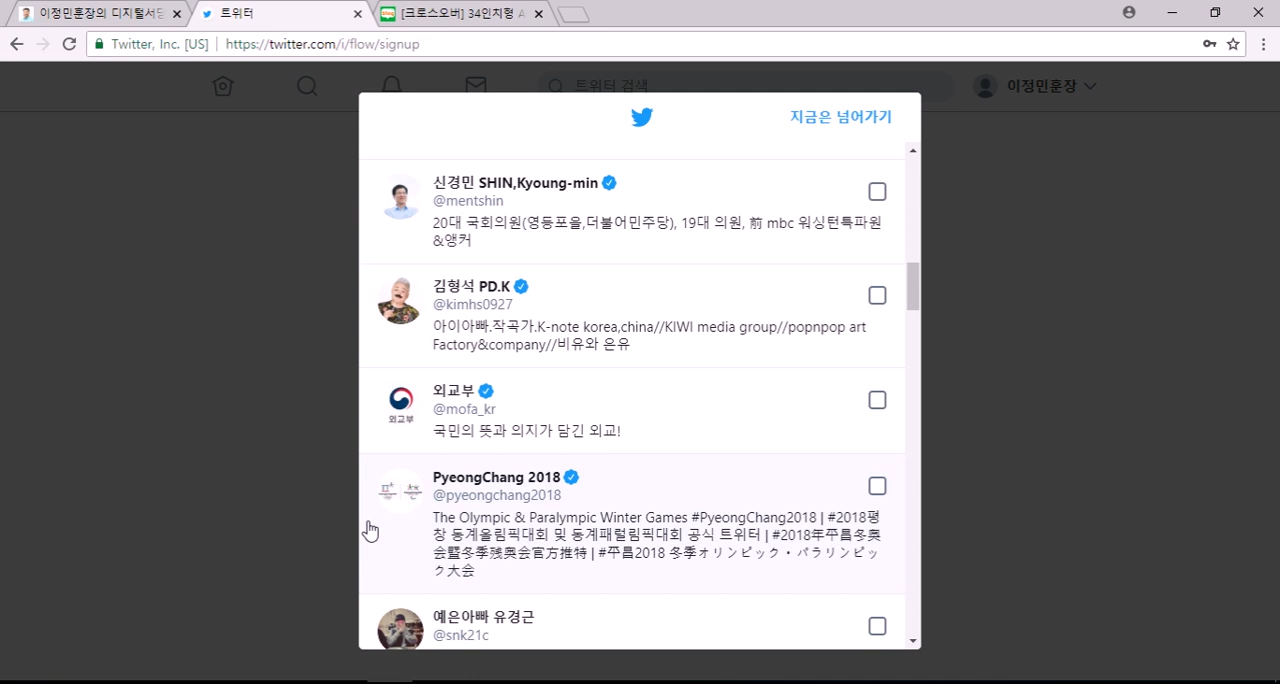 이정민훈장의 디지털서당
트위터
[크로스오버] 34인치형 A
Twitter, Inc. [US]
https://twitter.com/i/flow/signup
트위터 검색
이정민훈장
지금은 넘어가기
신경민 SHIN,Kyoung-min
@mentshin
20대 국회의원(영등포을,더불어민주당), 19대 의원, 前 mbc 워싱턴특파원
&앵커
김형석 PD.K
@kimhs0927
아이아빠.작곡가.K-note korea,china//KIWI media group//popnpop art
Factory&company//비유와 은유
외교부
외교부
@mofa_kr
국민의 뜻과 의지가 담긴 외교!
PyeongChang 2018
@pyeongchang2018
The Olympic & Paralympic Winter Games #PyeongChang2018 | #2018평
창 동계올림픽대회 및 동계패럴림픽대회 공식 트위터 | #2018年平昌冬奥
会暨冬季残奥会官方推特 | #平昌2018 冬季オリンピック・パラリンピッ
ク大会
예은아빠 유경근
@snk21c